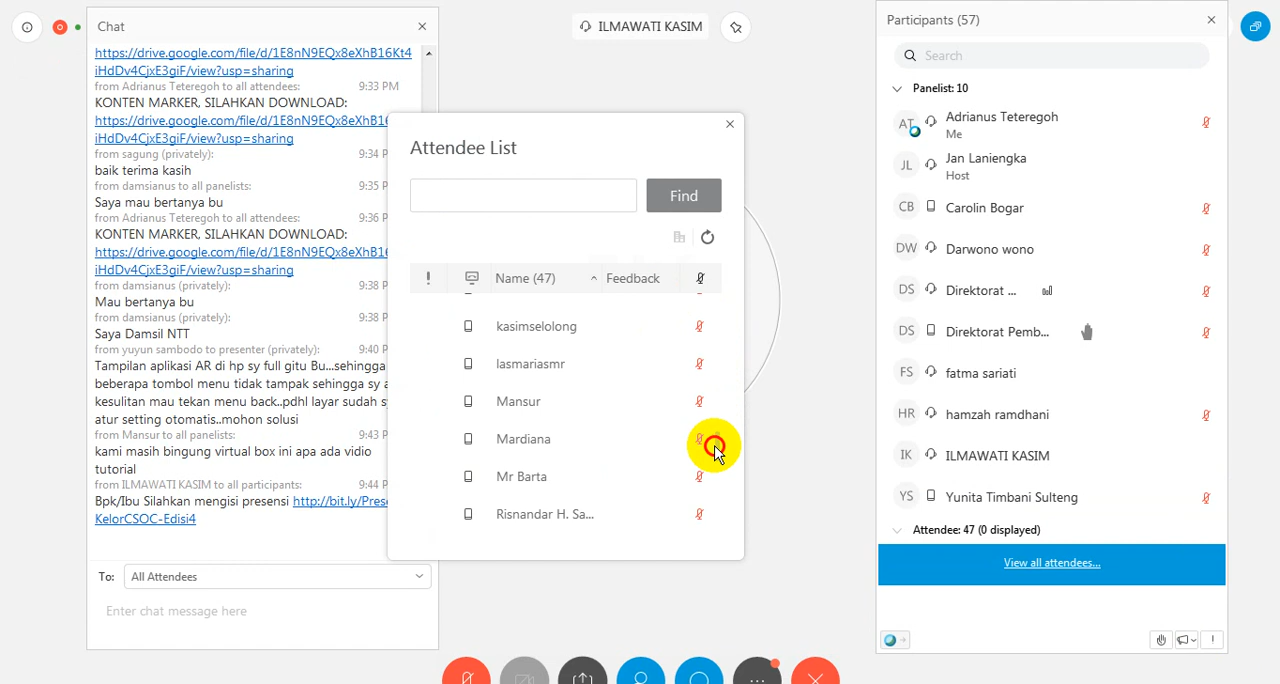 Chat
https://drive.google.com/file/d/1E8nN9EQx8eXhB16Kt4
iHdDv4CjxE3giF/view?usp=sharing
from Adrianus Teteregoh to all attendees: 9:33 PM
KONTEN MARKER, SILAHKAN DOWNLOAD:
https://drive.google.com/file/d/1E8nN9EQx8eXhB16
iHdDv4CjxE3giF/view?usp=sharing
from sagung (privately): 9:34 P
baik terima kasih
from damsianus to all panelists: 9:35 P
Saya mau bertanya bu
from Adrianus Teteregoh to all attendees: 9:36 P
KONTEN MARKER, SILAHKAN DOWNLOAD:
https://drive.google.com/file/d/1E8nN9EQx8eXhB16
iHdDv4CjxE3giF/view?usp=sharing
from damsianus (privately): 9:38 P
Mau bertanya bu
from damsianus (privately): 9:38 P
Saya Damsil NTT
from yuyun sambodo to presenter (privately): 9:40 P
Tampilan aplikasi AR di hp sy full gitu Bu...sehingga
beberapa tombol menu tidak tampak sehingga sy a
kesulitan mau tekan menu back..pdhl layar sudah s
atur setting otomatis..mohon solusi
from Mansur to all panelists: 9:43 P
kami masih bingung virtual box ini apa ada vidio
tutorial
from ILMAWATI KASIM to all participants: 9:44 P
Bpk/Ibu Silahkan mengisi presensi http://bit.ly/Prese
KelorCSOC-Edisi4
To: All Attendees
Enter chat message here
ILMAWATI KASIM
Attendee List
Find
! Name (47) Feedback
kasimselolong
lasmariasmr
Mansur
Mardiana
Mr Barta
Risnandar H. Sa...
Participants (57)
Search
Panelist: 10
AT Adrianus Teteregoh
Me
JL Jan Laniengka
Host
CB Carolin Bogar
DW Darwono wono
DS Direktorat ...
DS Direktorat Pemb...
FS fatma sariati
HR hamzah ramdhani
IK ILMAWATI KASIM
YS Yunita Timbani Sulteng
Attendee: 47 (0 displayed)
View all attendees...